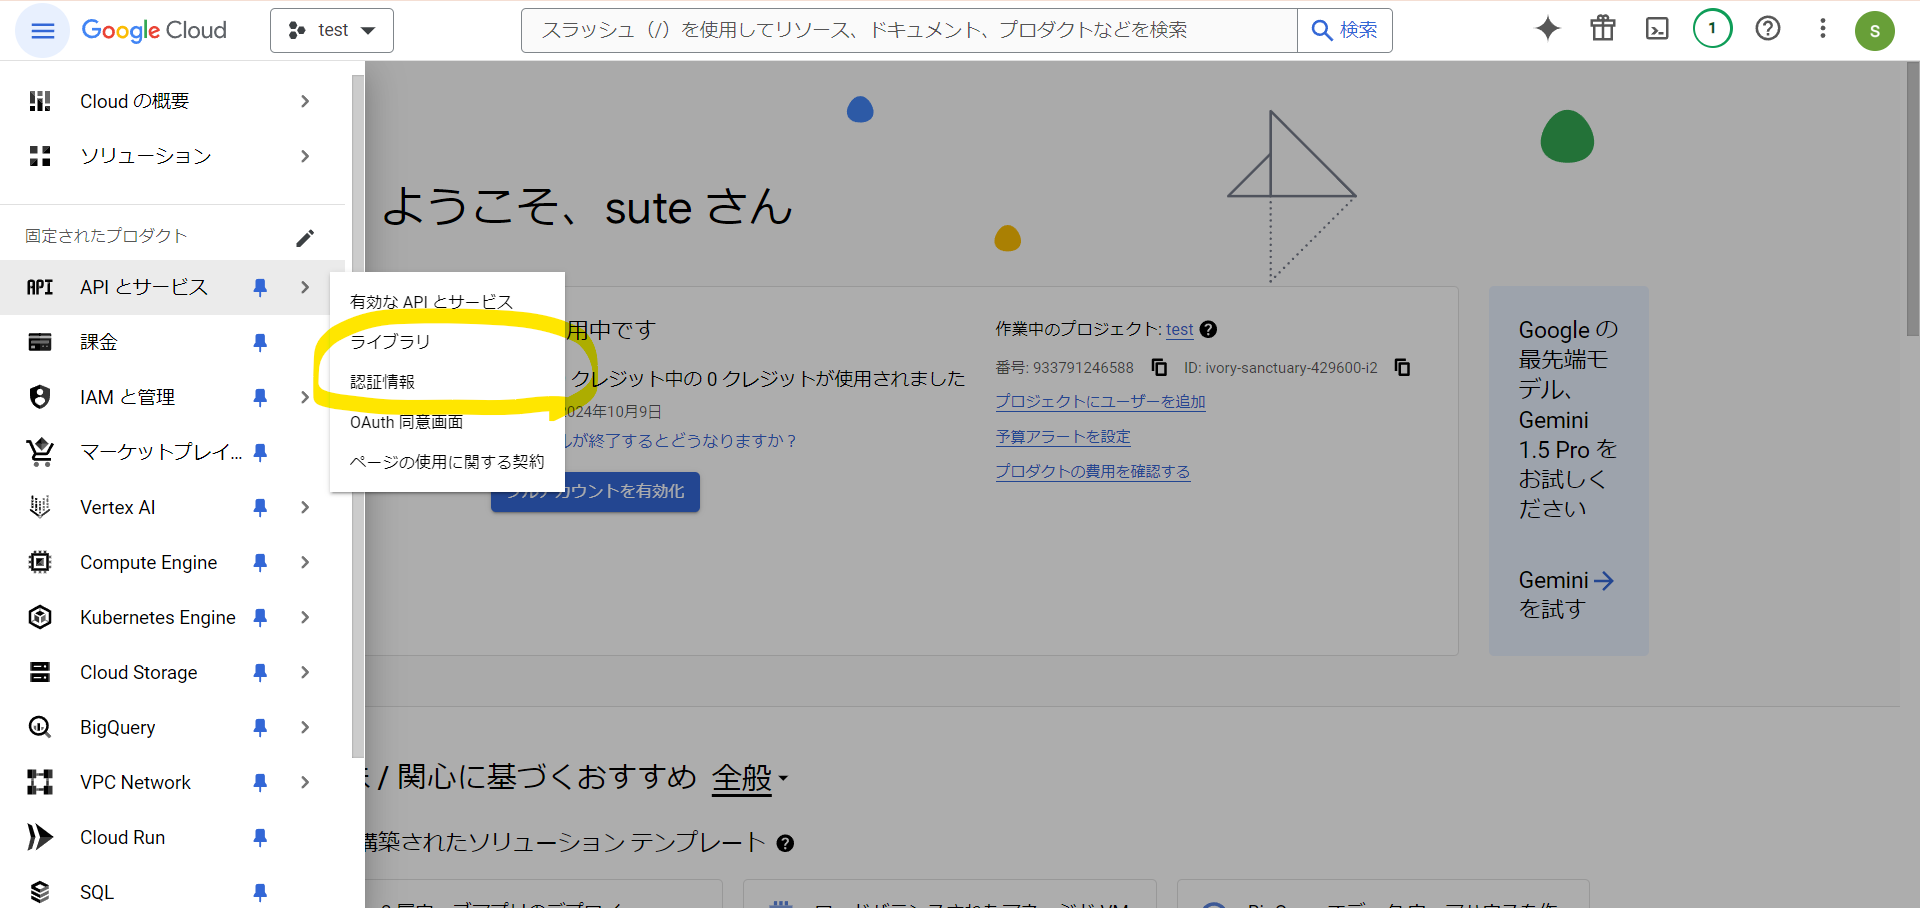 Google Cloud
test
スラッシュ（/）を使用してリソース、ドキュメント、プロダクトなどを検索
検索
1
s
Cloud の概要
ソリューション
固定されたプロダクト
API API とサービス
課金
IAM と管理
マーケットプレイ...
Vertex AI
Compute Engine
Kubernetes Engine
Cloud Storage
BigQuery
VPC Network
Cloud Run
SQL
有効な API とサービス
ライブラリ
認証情報
OAuth 同意画面
ページの使用に関する契約
ようこそ、sute さん
用中です
クレジット中の 0 クレジットが使用されました
2024年10月9日
が終了するとどうなりますか？
カウントを有効化
作業中のプロジェクト: test
番号: 933791246588 ID: ivory-sanctuary-429600-i2
プロジェクトにユーザーを追加
予算アラートを設定
プロダクトの費用を確認する
Google の
最先端モ
デル、
Gemini
1.5 Pro を
お試しく
ださい
Gemini
を試す
/ 関心に基づくおすすめ 全般
構築されたソリューション テンプレート